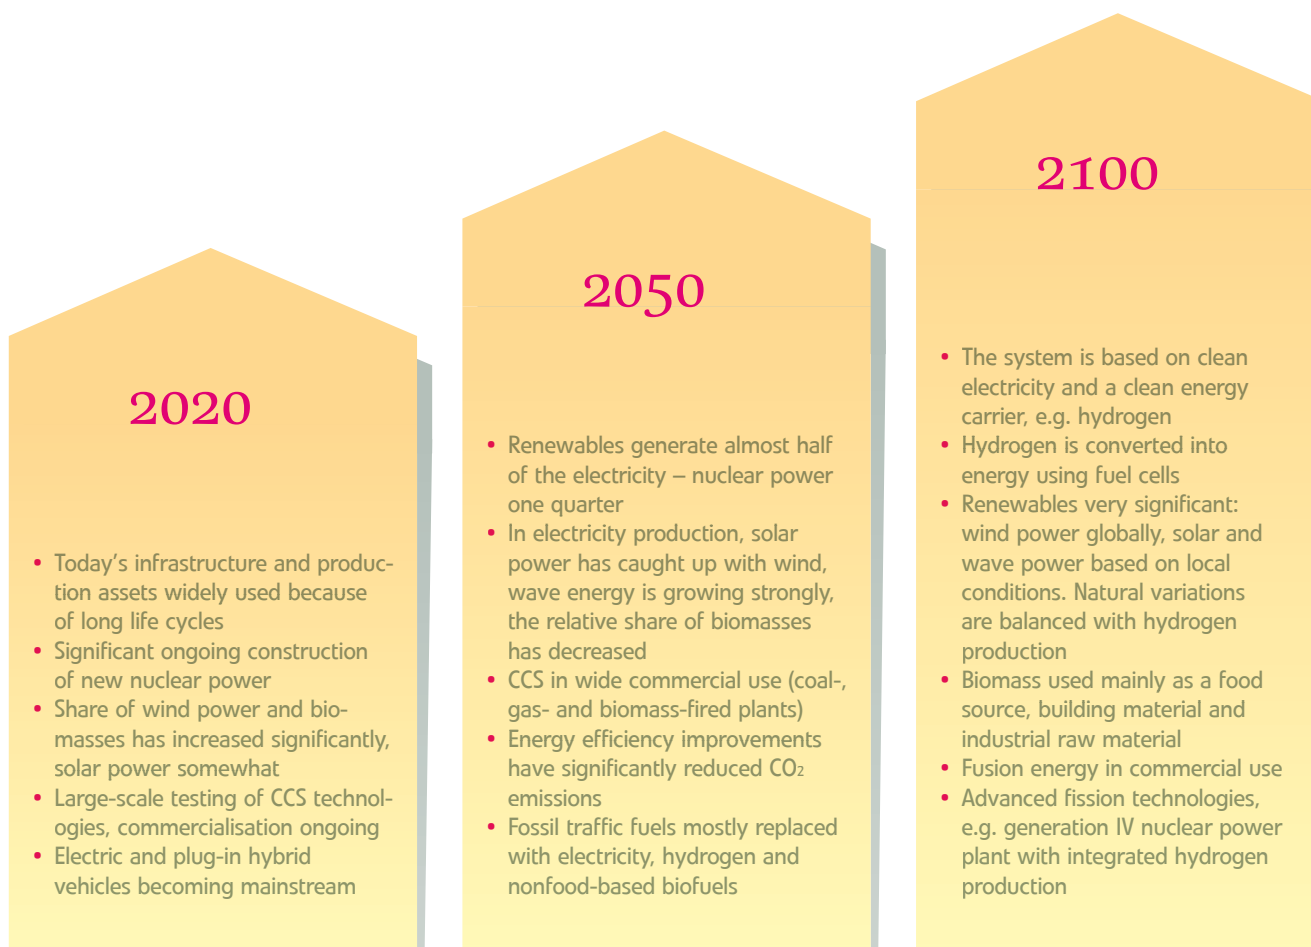 2020
• Today's infrastructure and produc-
tion assets widely used because
of long life cycles
• Significant ongoing construction
of new nuclear power
• Share of wind power and bio-
masses has increased significantly,
solar power somewhat
• Large-scale testing of CCS technol-
ogies, commercialisation ongoing
• Electric and plug-in hybrid
vehicles becoming mainstream
2050
• Renewables generate almost half
of the electricity – nuclear power
one quarter
• In electricity production, solar
power has caught up with wind,
wave energy is growing strongly,
the relative share of biomasses
has decreased
• CCS in wide commercial use (coal-,
gas- and biomass-fired plants)
• Energy efficiency improvements
have significantly reduced CO2
emissions
• Fossil traffic fuels mostly replaced
with electricity, hydrogen and
nonfood-based biofuels
2100
• The system is based on clean
electricity and a clean energy
carrier, e.g. hydrogen
• Hydrogen is converted into
energy using fuel cells
• Renewables very significant:
wind power globally, solar and
wave power based on local
conditions. Natural variations
are balanced with hydrogen
production
• Biomass used mainly as a food
source, building material and
industrial raw material
• Fusion energy in commercial use
• Advanced fission technologies,
e.g. generation IV nuclear power
plant with integrated hydrogen
production